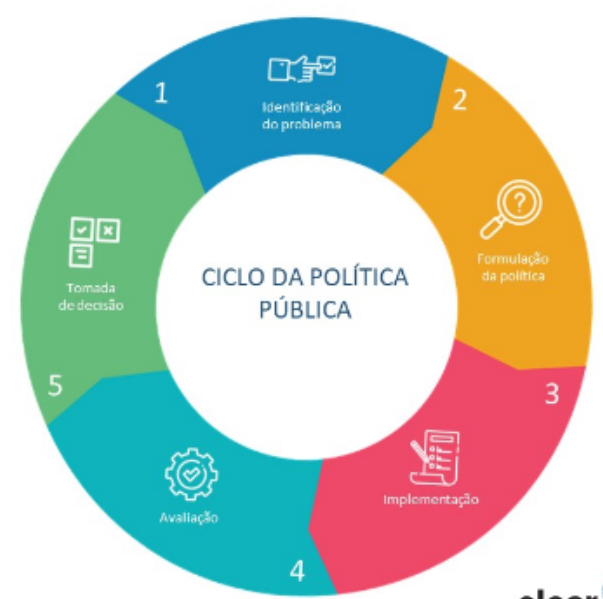 1
Identificação
do problema
2
Formulação
da política
3
Implementação
4
Avaliação
5
Tomada
de decisão
CICLO DA POLÍTICA
PÚBLICA